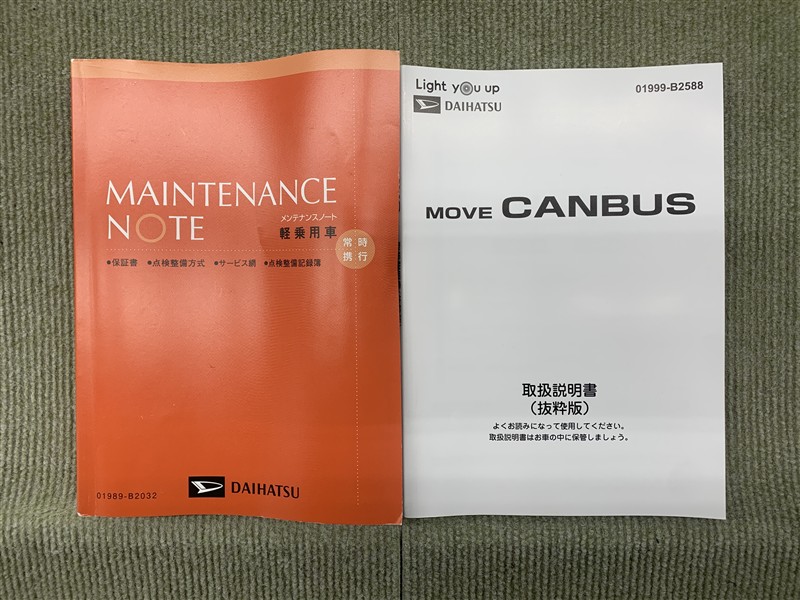 MAINTENANCE
NOTE
メンテナンスノート
軽乗用車
常時
携行
●保証書 ●点検整備方式 ●サービス網 ●点検整備記録簿
01989-B2032
DAIHATSU
Light you up
DAIHATSU
01999-B2588
MOVE CANBUS
取扱説明書
（抜粋版）
よくお読みになって使用してください。
取扱説明書はお車の中に保管しましょう。